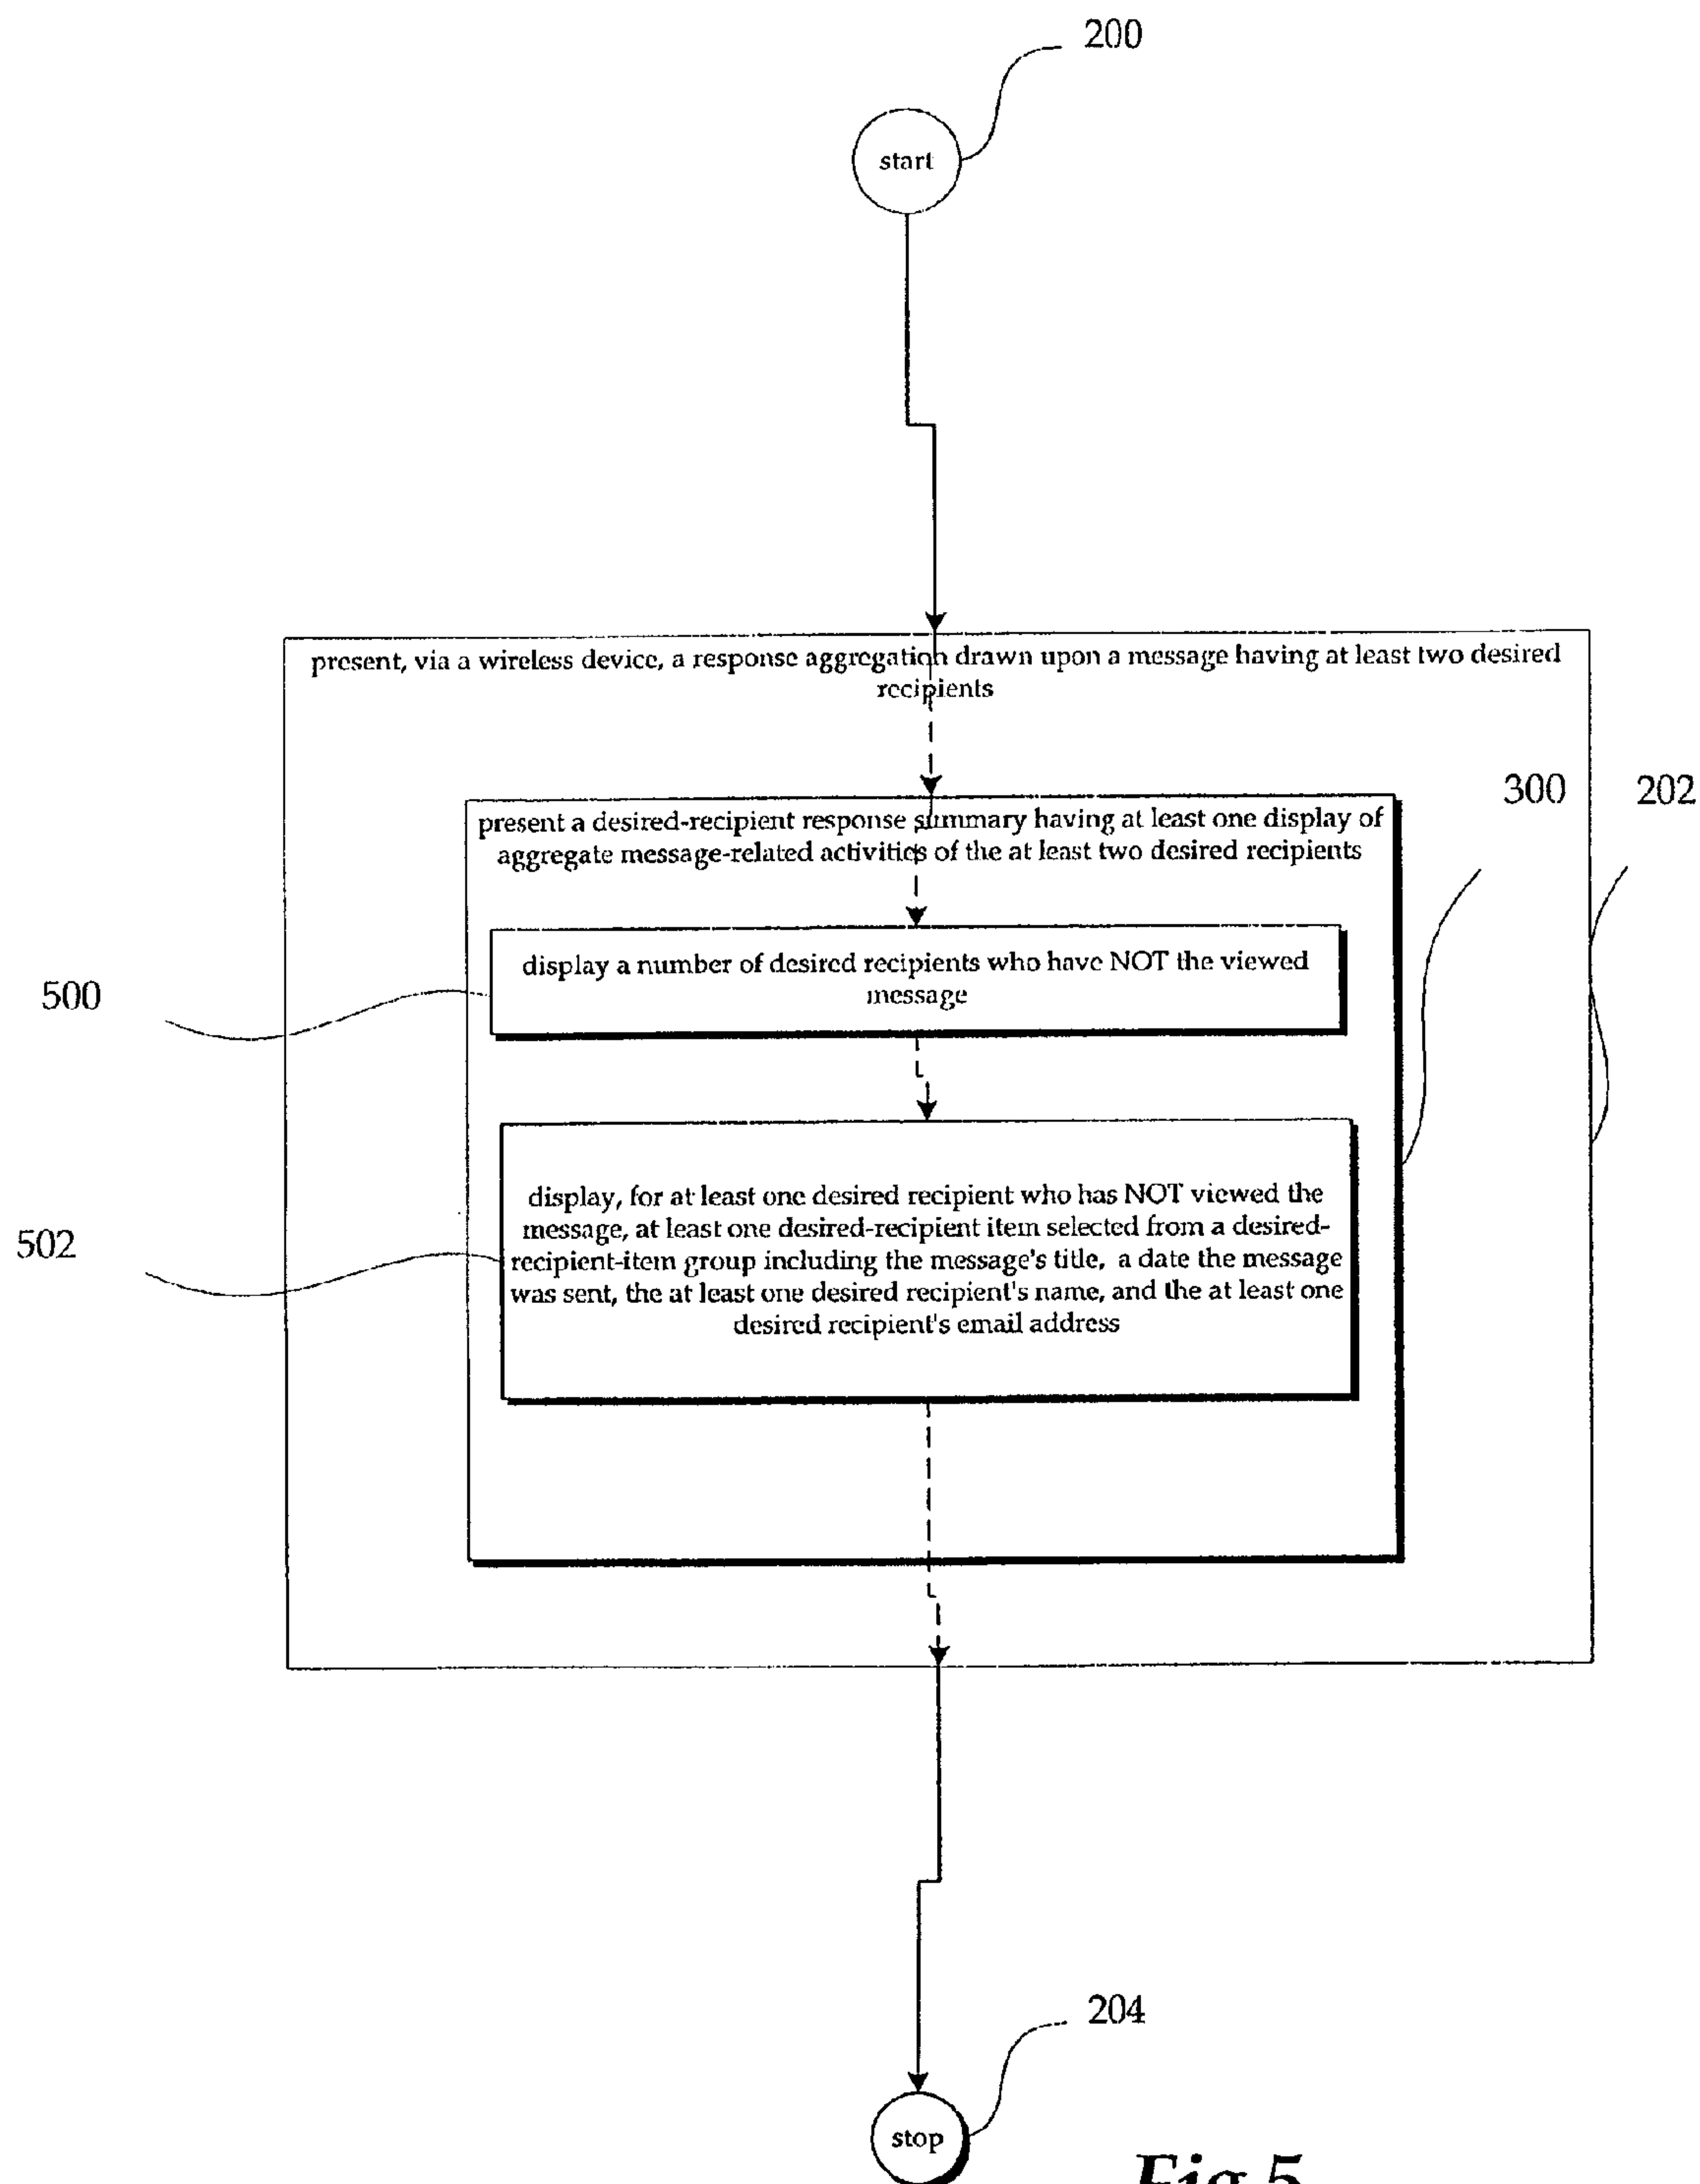 200
start
present, via a wireless device, a response aggregation drawn upon a message having at least two desired
recipients
300
202
present a desired-recipient response summary having at least one display of
aggregate message-related activities of the at least two desired recipients
display a number of desired recipients who have NOT the viewed
message
500
display, for at least one desired recipient who has NOT viewed the
message, at least one desired-recipient item selected from a desired-
recipient-item group including the message's title, a date the message
was sent, the at least one desired recipient's name, and the at least one
desired recipient's email address
502
204
stop
Fig 5